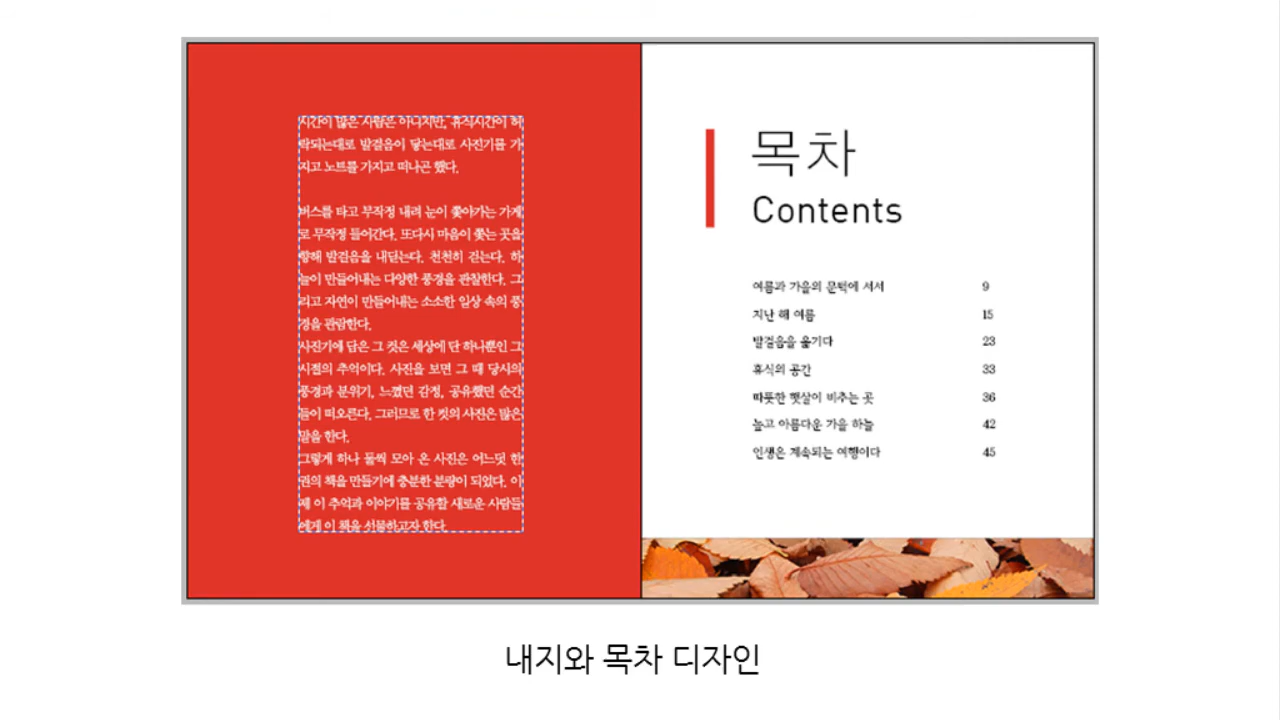 시간이 많은 사람은 아니지만, 휴식시간이 허
락되는대로 발걸음이 닿는대로 사진기를 가
지고 노트를 가지고 떠나곤 했다.
버스를 타고 무작정 내려 눈이 쫓아가는 가게
로 무작정 들어간다. 또다시 마음이 쫓는 곳을
향해 발걸음을 내딛는다. 천천히 걷는다. 하
늘이 만들어내는 다양한 풍경을 관찰한다. 그
리고 자연이 만들어내는 소소한 일상 속의 풍
경을 관람한다.
사진기에 담은 그 컷은 세상에 단 하나뿐인 그
시절의 추억이다. 사진을 보면 그 때 당시의
풍경과 분위기, 느꼈던 감정, 공유했던 순간
들이 떠오른다. 그러므로 한 컷의 사진은 많은
말을 한다.
그렇게 하나 둘씩 모아 온 사진은 어느덧 한
권의 책을 만들기에 충분한 분량이 되었다. 이
제 이 추억과 이야기를 공유할 새로운 사람들
에게 이 책을 선물하고자 한다.
목차
Contents
여름과 가을의 문턱에 서서 9
지난 해 여름 15
발걸음을 옮기다 23
휴식의 공간 33
따뜻한 햇살이 비추는 곳 36
높고 아름다운 가을 하늘 42
인생은 계속되는 여행이다 45
내지와 목차 디자인